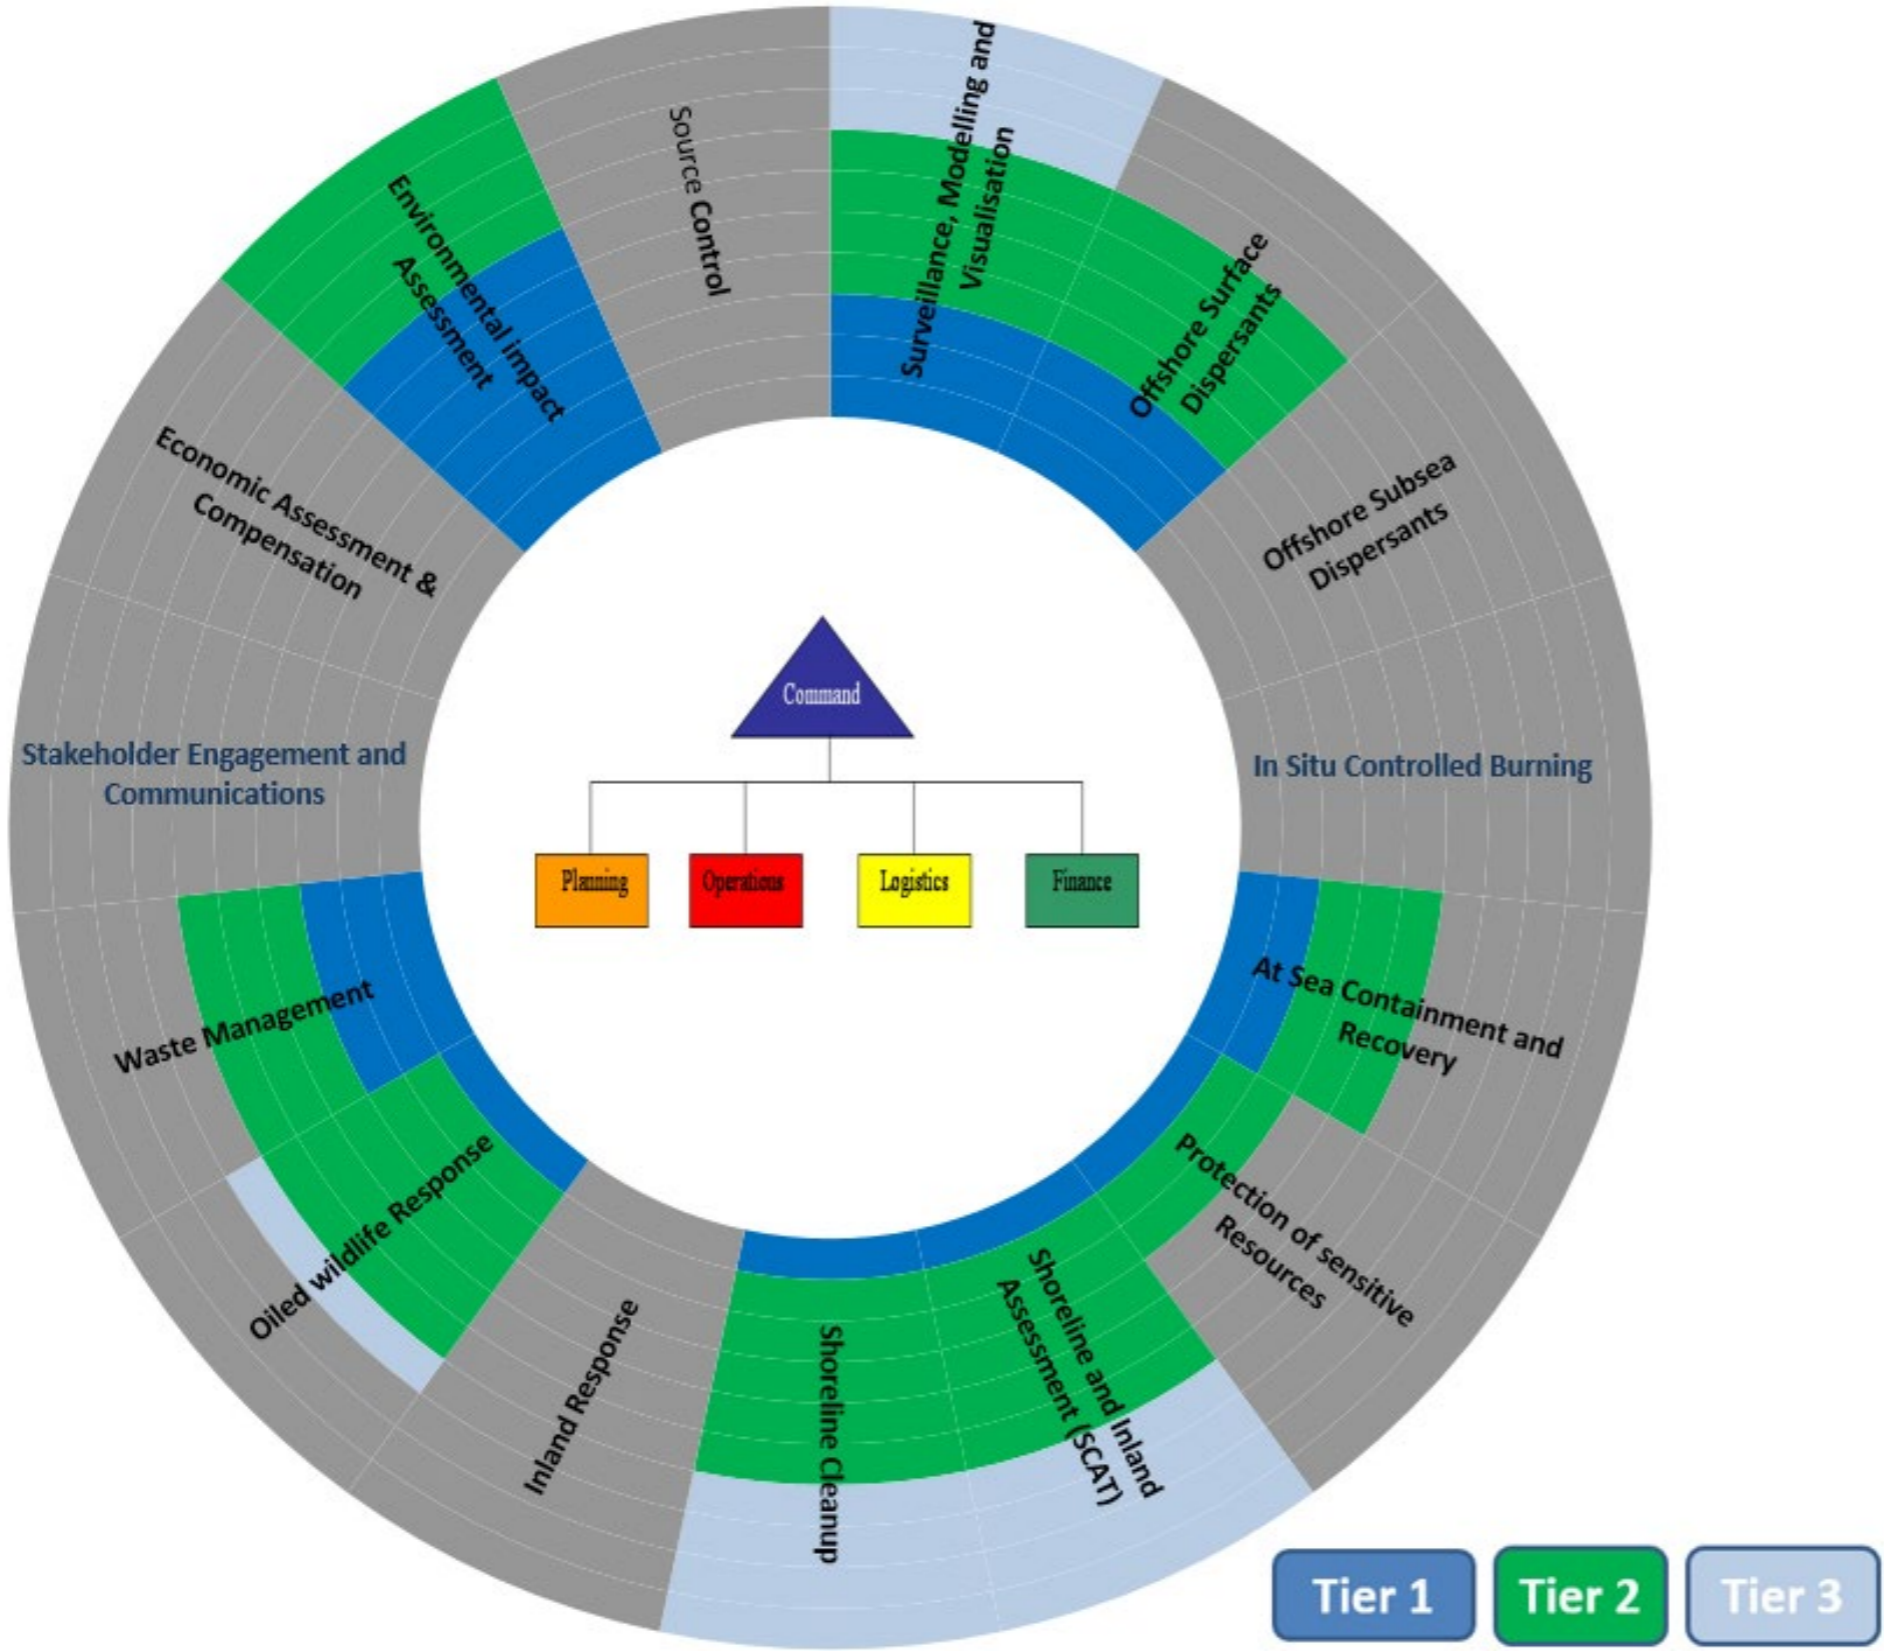 Source Control
Surveillance, Modelling and
Visualisation
Offshore Surface
Dispersants
Offshore Subsea
Dispersants
In Situ Controlled Burning
At Sea Containment and
Recovery
Protection of sensitive
Resources
Shoreline and Inland
Assessment (SCAT)
Shoreline Cleanup
Inland Response
Oiled wildlife Response
Waste Management
Stakeholder Engagement and
Communications
Economic Assessment &
Compensation
Environmental impact
Assessment
Command
Planning
Operations
Logistics
Finance
Tier 1
Tier 2
Tier 3